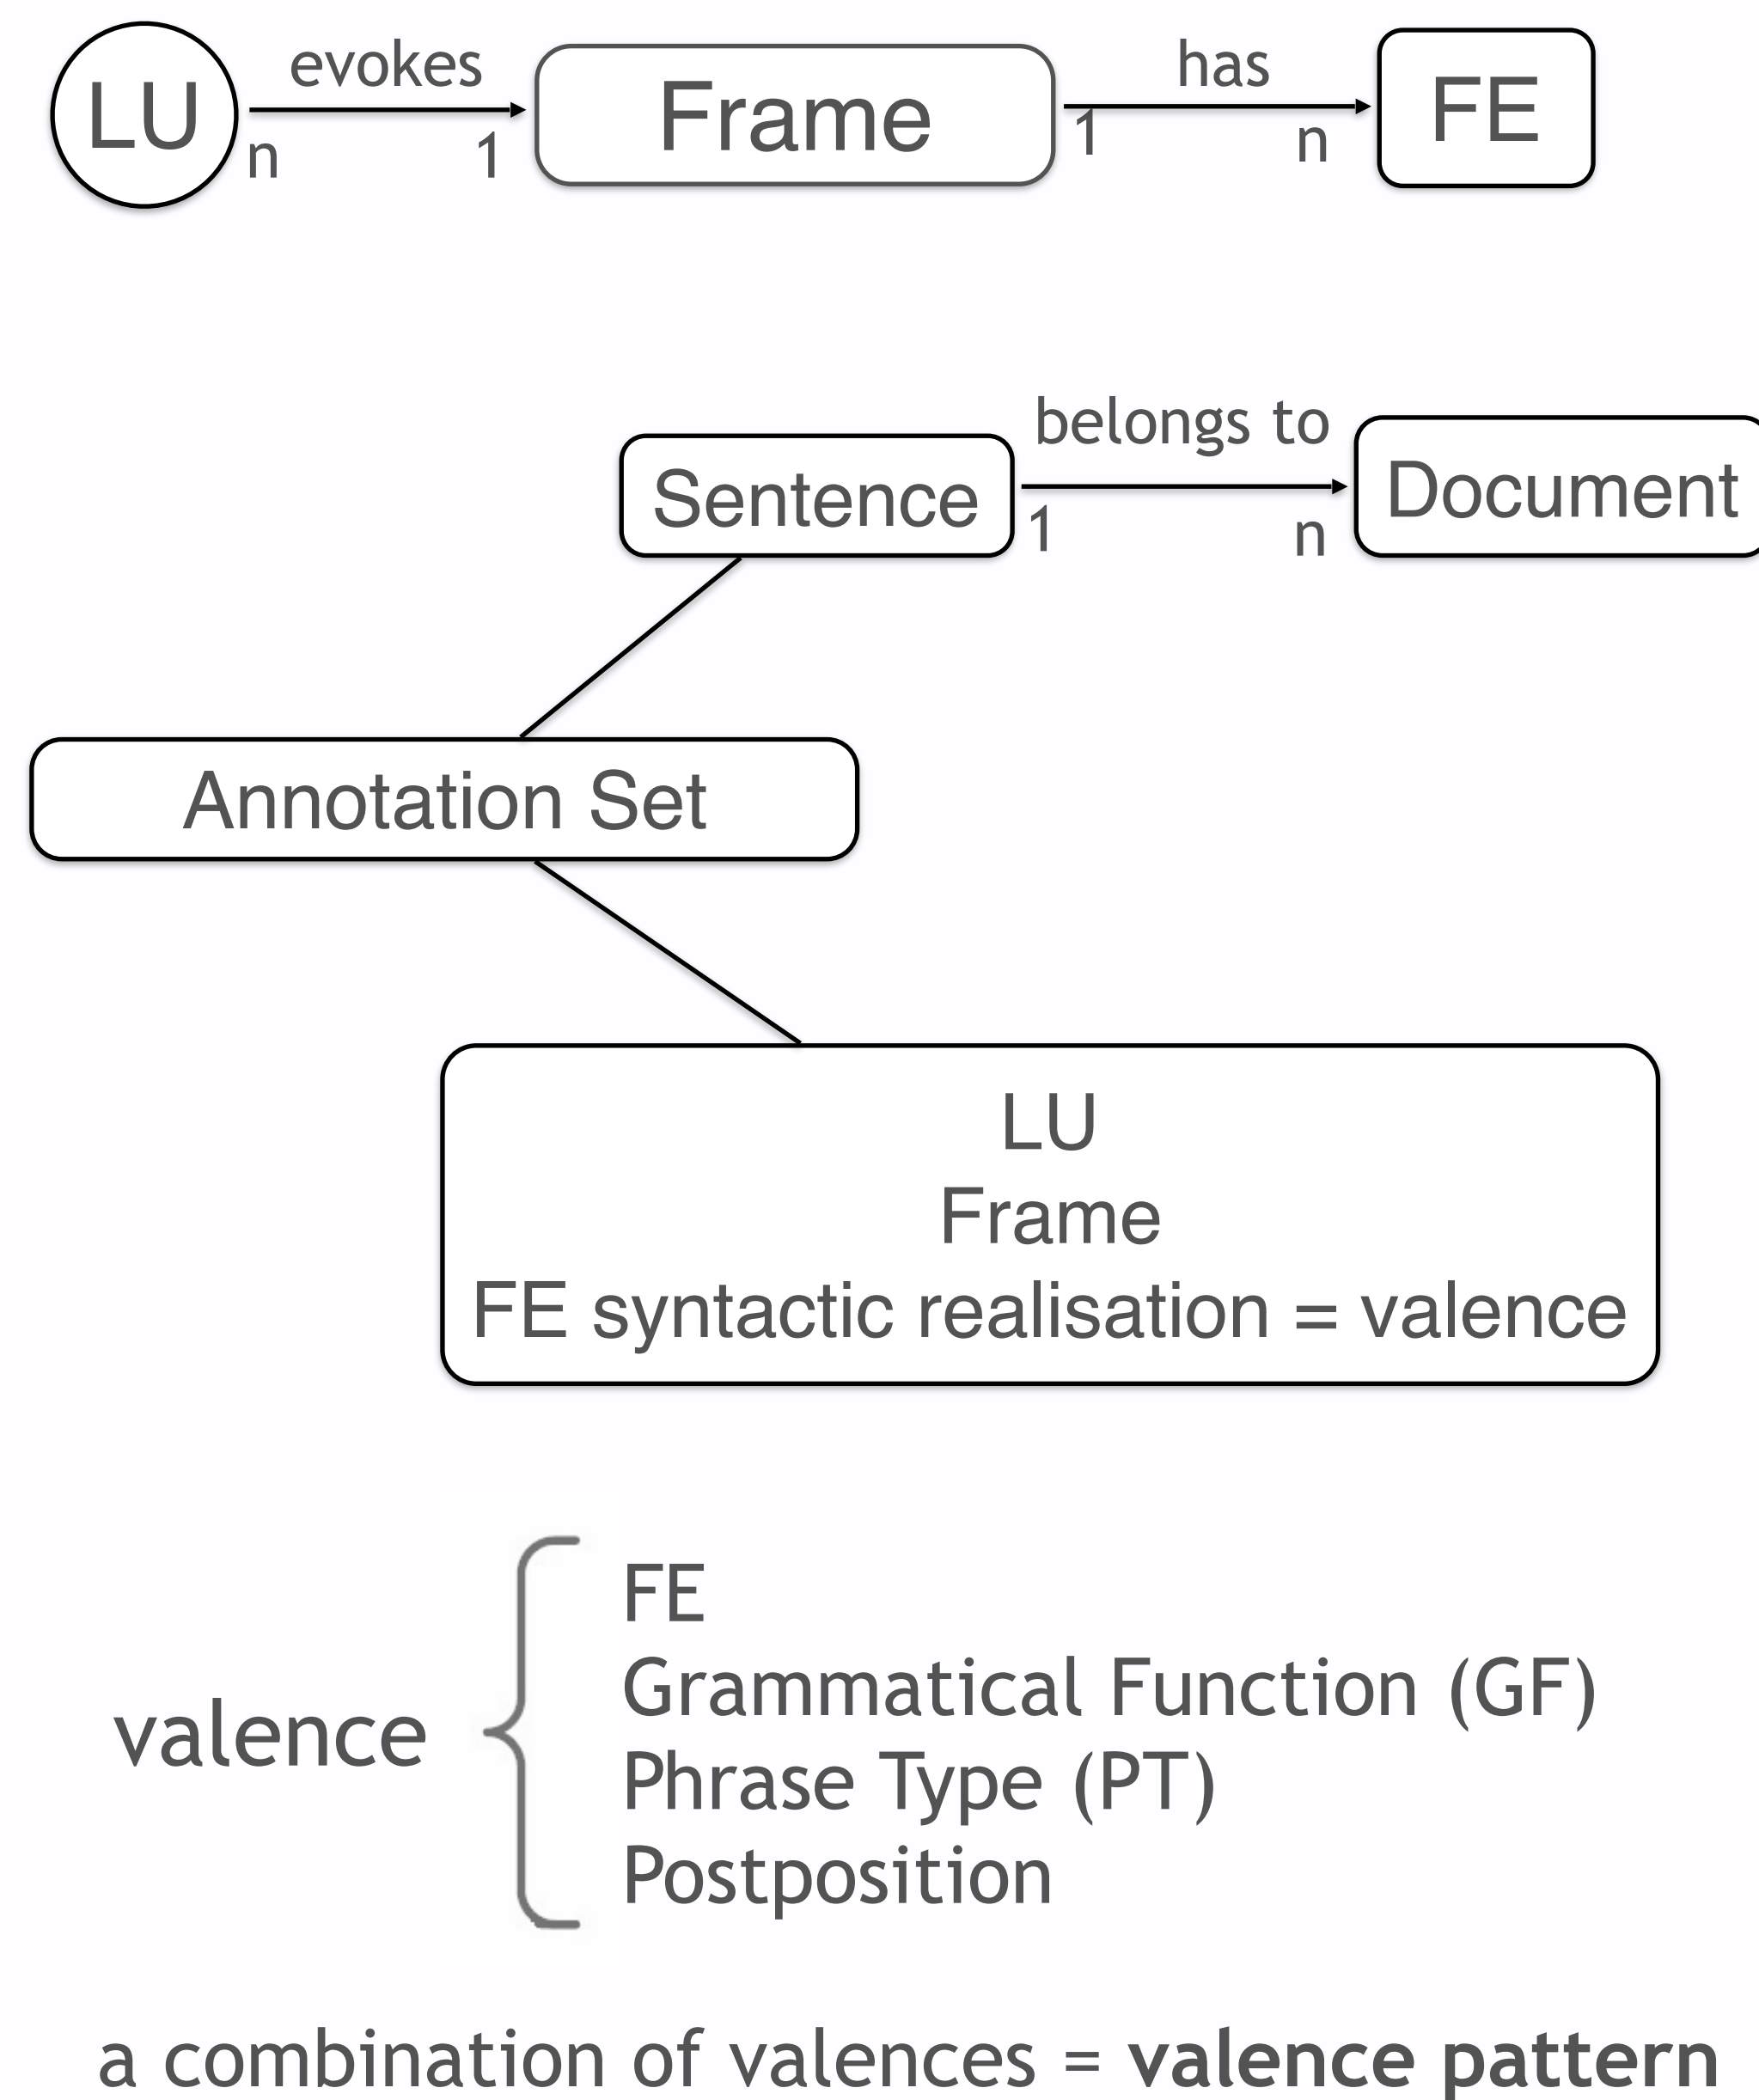 LU
evokes
n
1
Frame
has
1
n
FE
Sentence
belongs to
1
n
Document
Annotation Set
LU
Frame
FE syntactic realisation = valence
valence
FE
Grammatical Function (GF)
Phrase Type (PT)
Postposition
a combination of valences = valence pattern